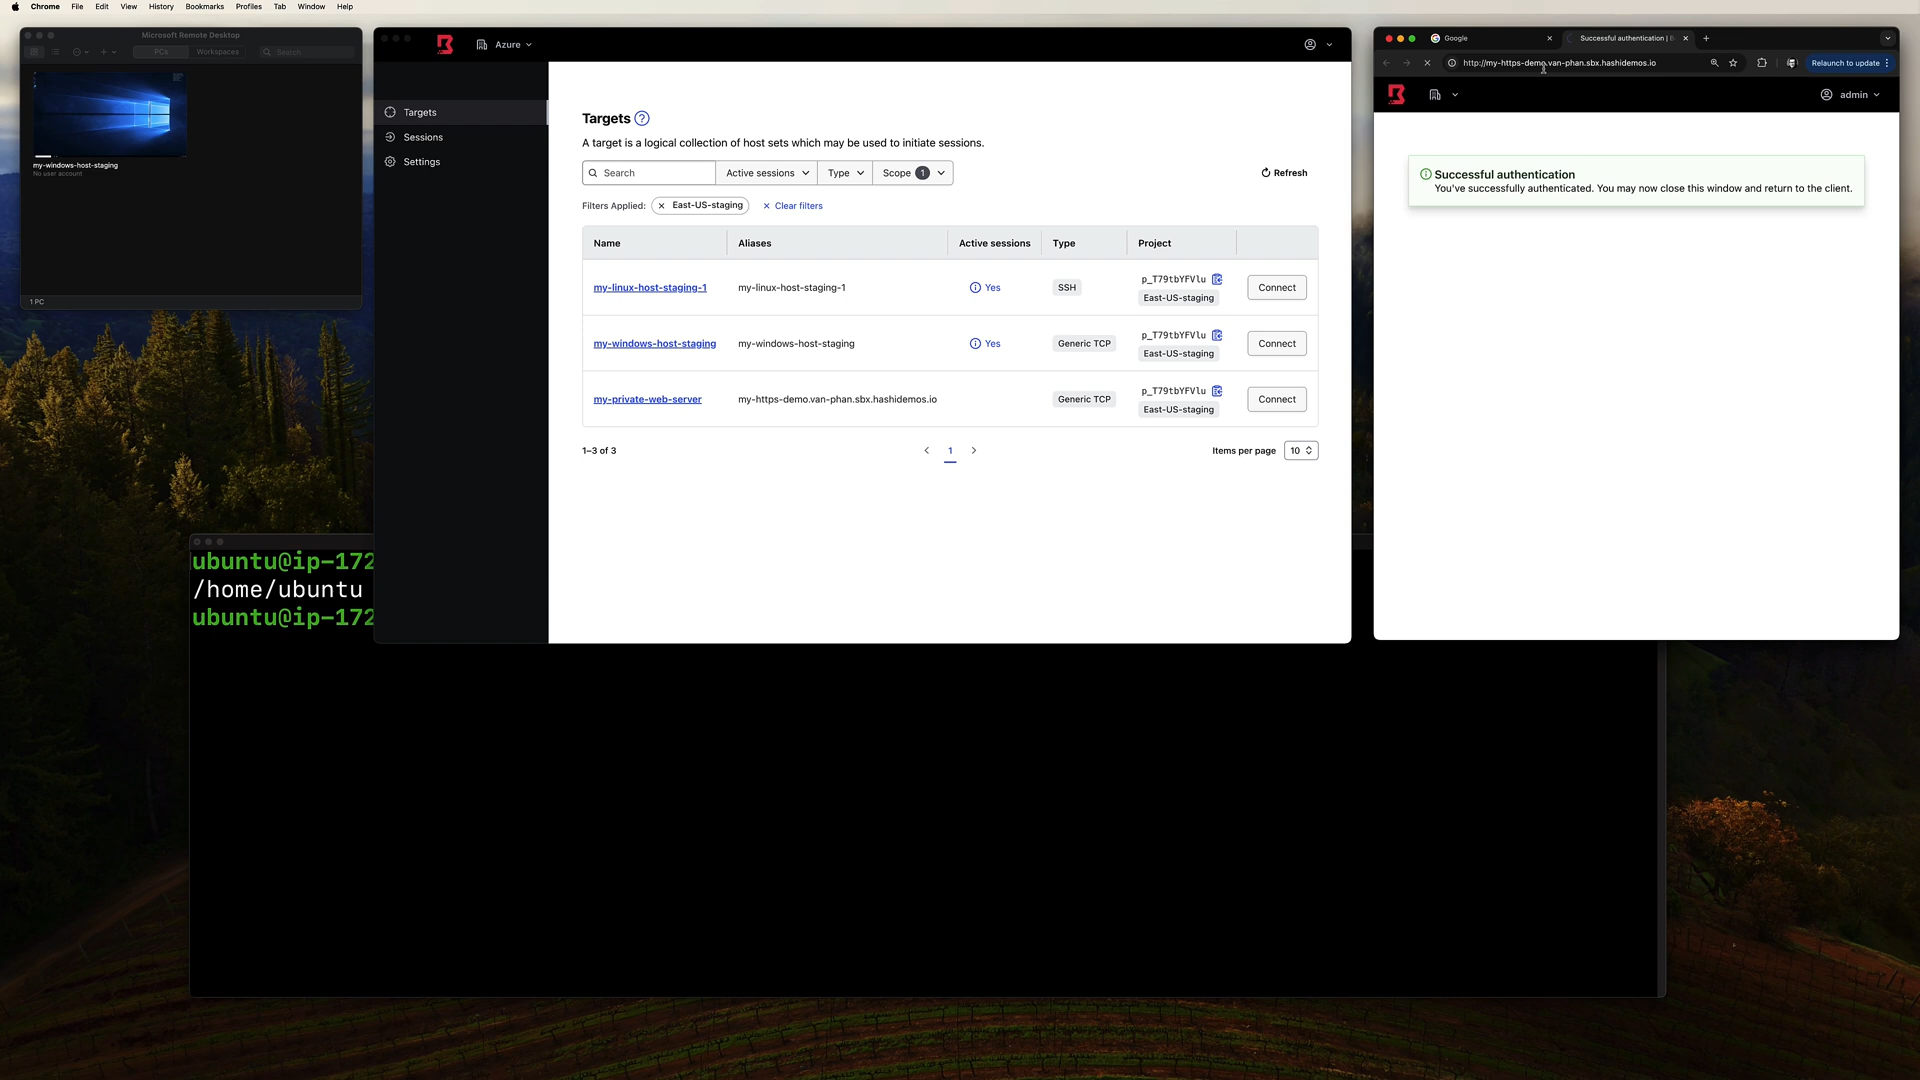 Chrome File Edit View History Bookmarks Profiles Tab Window Help
Microsoft Remote Desktop
PCs Workspaces Search
my-windows-host-staging
No user account
1 PC
ubuntu@ip-172
/home/ubuntu
ubuntu@ip-172
Azure
Targets
Sessions
Settings
Targets
A target is a logical collection of host sets which may be used to initiate sessions.
Search Active sessions Type Scope 1 Refresh
Filters Applied: East-US-staging Clear filters
Name Aliases Active sessions Type Project
my-linux-host-staging-1 my-linux-host-staging-1 Yes SSH p_T79tbYFVlu Connect
East-US-staging
my-windows-host-staging my-windows-host-staging Yes Generic TCP p_T79tbYFVlu Connect
East-US-staging
my-private-web-server my-https-demo.van-phan.sbx.hashidemos.io Generic TCP p_T79tbYFVlu Connect
East-US-staging
1–3 of 3 1 Items per page 10
Google Successful authentication |
http://my-https-demo.van-phan.sbx.hashidemos.io Relaunch to update
admin
Successful authentication
You've successfully authenticated. You may now close this window and return to the client.